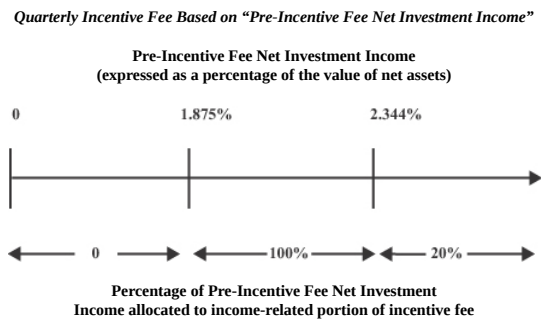 Quarterly Incentive Fee Based on “Pre-Incentive Fee Net Investment Income”
Pre-Incentive Fee Net Investment Income
(expressed as a percentage of the value of net assets)
0 1.875% 2.344%
0 100% 20%
Percentage of Pre-Incentive Fee Net Investment
Income allocated to income-related portion of incentive fee